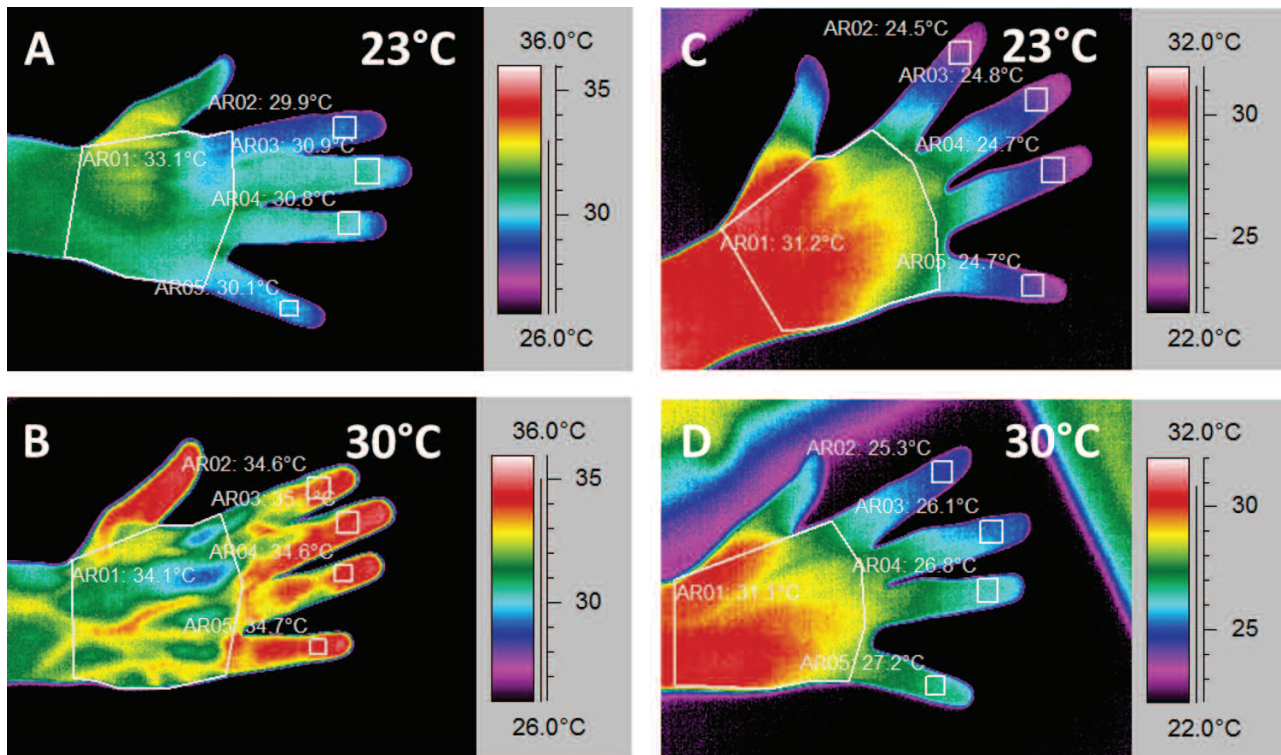 A
23°C
AR02: 29.9°C
AR03: 30.9°C
AR01: 33.1°C
AR04: 30.8°C
AR05: 30.1°C
36.0°C
35
30
26.0°C
C
23°C
AR02: 24.5°C
AR03: 24.8°C
AR04: 24.7°C
AR01: 31.2°C
AR05: 24.7°C
32.0°C
30
25
22.0°C
B
30°C
AR02: 34.6°C
AR03: 35
1°C
AR04: 34.6°C
AR01: 34.1°C
AR05: 34.7°C
36.0°C
35
30
26.0°C
D
30°C
AR02: 25.3°C
AR03: 26.1°C
AR04: 26.8°C
AR01: 31.1°C
AR05: 27.2°C
32.0°C
30
25
22.0°C